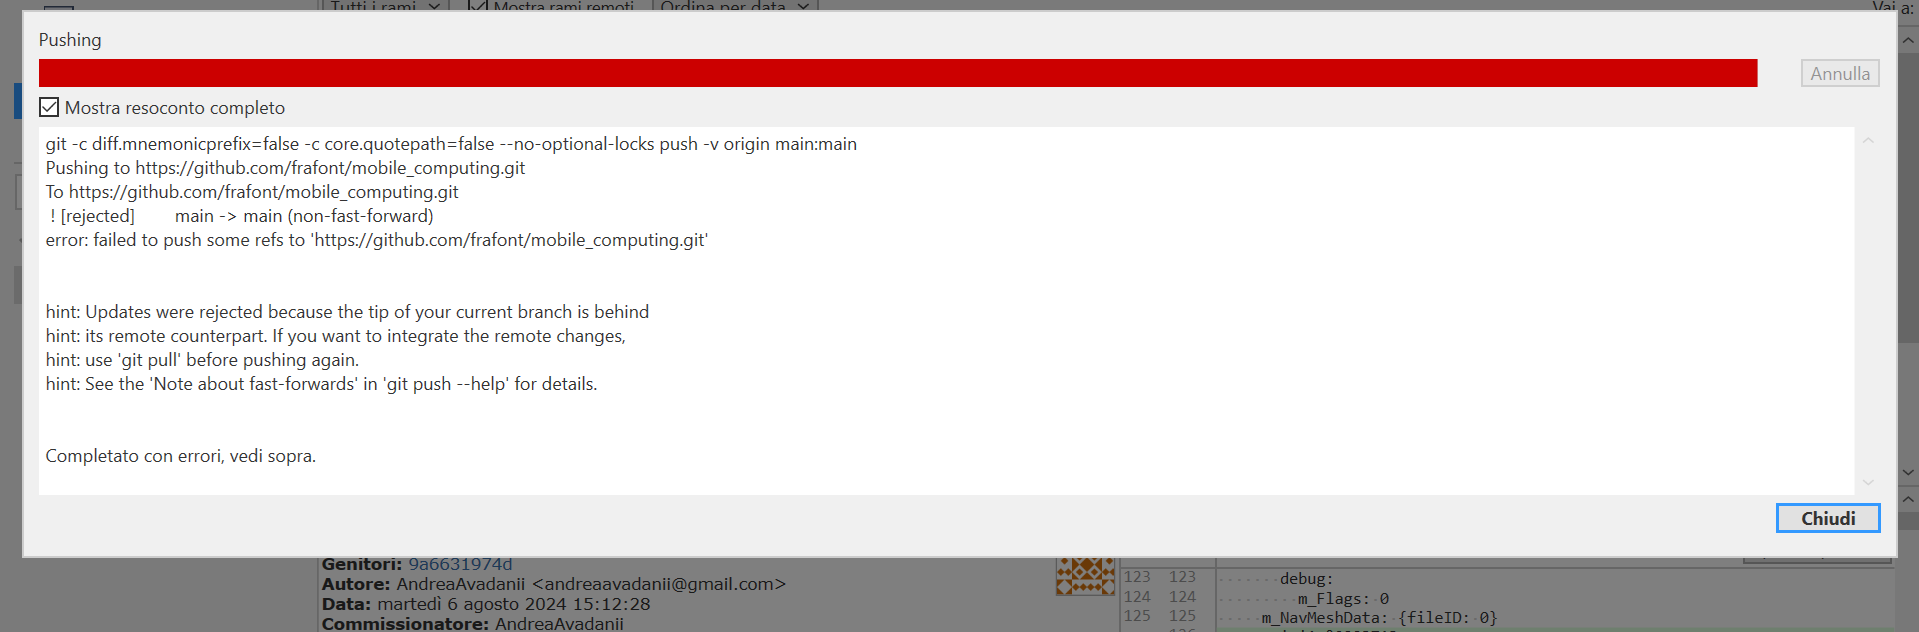 Tutti i rami Mostra rami remoti Ordina per data Vai a:
Pushing
Annulla
Mostra resoconto completo
git -c diff.mnemonicprefix=false -c core.quotepath=false --no-optional-locks push -v origin main:main
Pushing to https://github.com/frafont/mobile_computing.git
To https://github.com/frafont/mobile_computing.git
! [rejected] main -> main (non-fast-forward)
error: failed to push some refs to 'https://github.com/frafont/mobile_computing.git'
hint: Updates were rejected because the tip of your current branch is behind
hint: its remote counterpart. If you want to integrate the remote changes,
hint: use 'git pull' before pushing again.
hint: See the 'Note about fast-forwards' in 'git push --help' for details.
Completato con errori, vedi sopra.
Chiudi
Genitori: 9a6631974d
Autore: AndreaAvadanii <andreaavadanii@gmail.com>
Data: martedì 6 agosto 2024 15:12:28
Commissionatore: AndreaAvadanii
123 123 debug:
124 124 m_Flags: 0
125 125 m_NavMeshData: {fileID: 0}